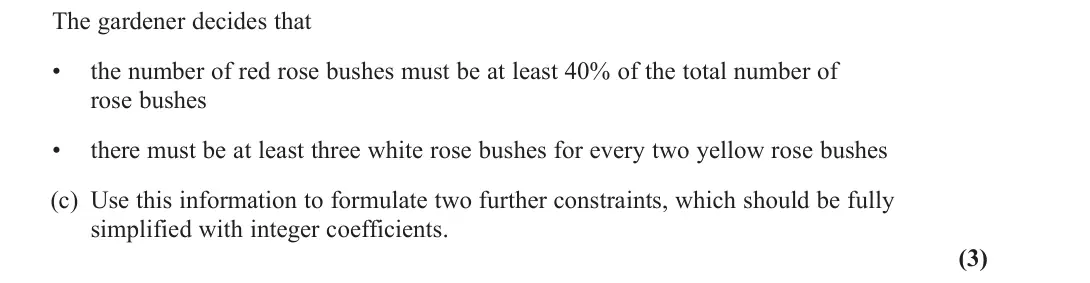 The gardener decides that
• the number of red rose bushes must be at least 40% of the total number of
rose bushes
• there must be at least three white rose bushes for every two yellow rose bushes
(c) Use this information to formulate two further constraints, which should be fully
simplified with integer coefficients.
(3)